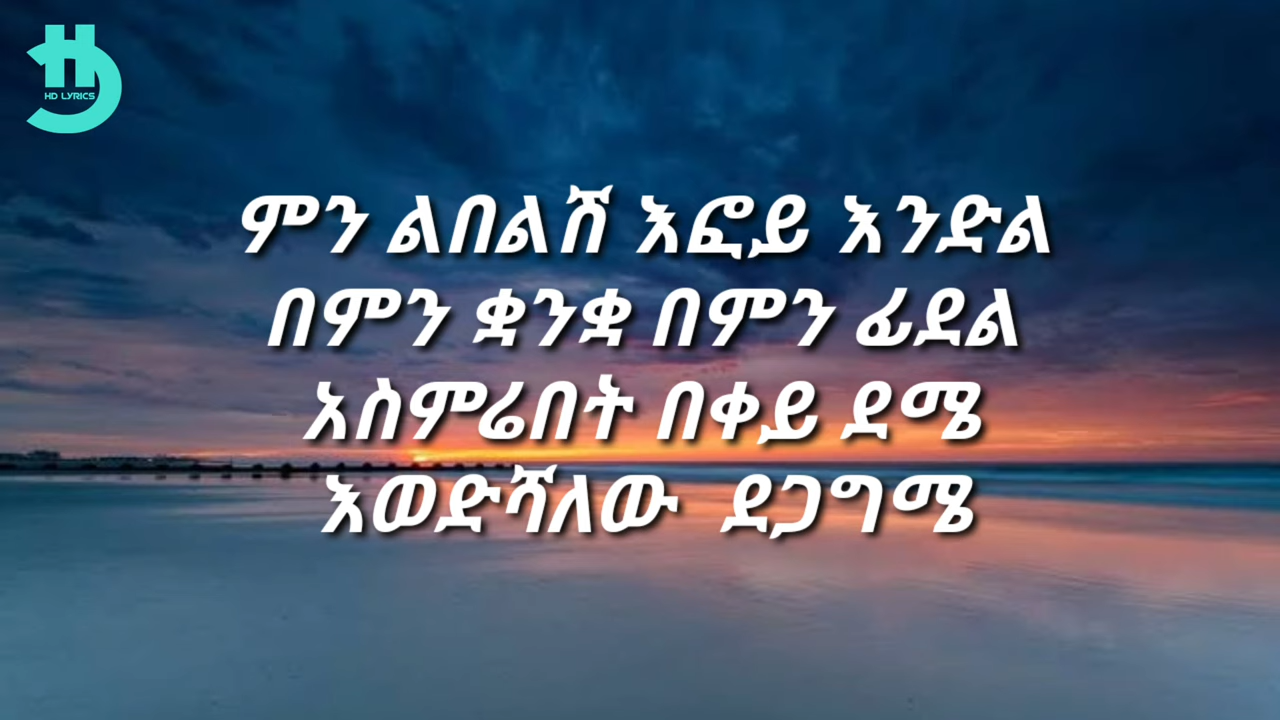 HD LYRICS
ምን ልበልሽ እፎይ እንድል
በምን ቋንቋ በምን ፊደል
አስምሬበት በቀይ ደሜ
እወድሻለው ደጋግሜ